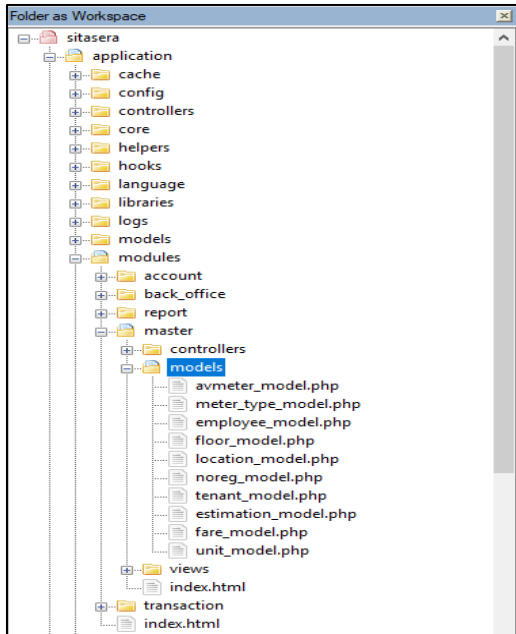 Folder as Workspace
sitasera
application
cache
config
controllers
core
helpers
hooks
language
libraries
logs
models
modules
account
back_office
report
master
controllers
models
avmeter_model.php
meter_type_model.php
employee_model.php
floor_model.php
location_model.php
noreg_model.php
tenant_model.php
estimation_model.php
fare_model.php
unit_model.php
views
index.html
transaction
index.html